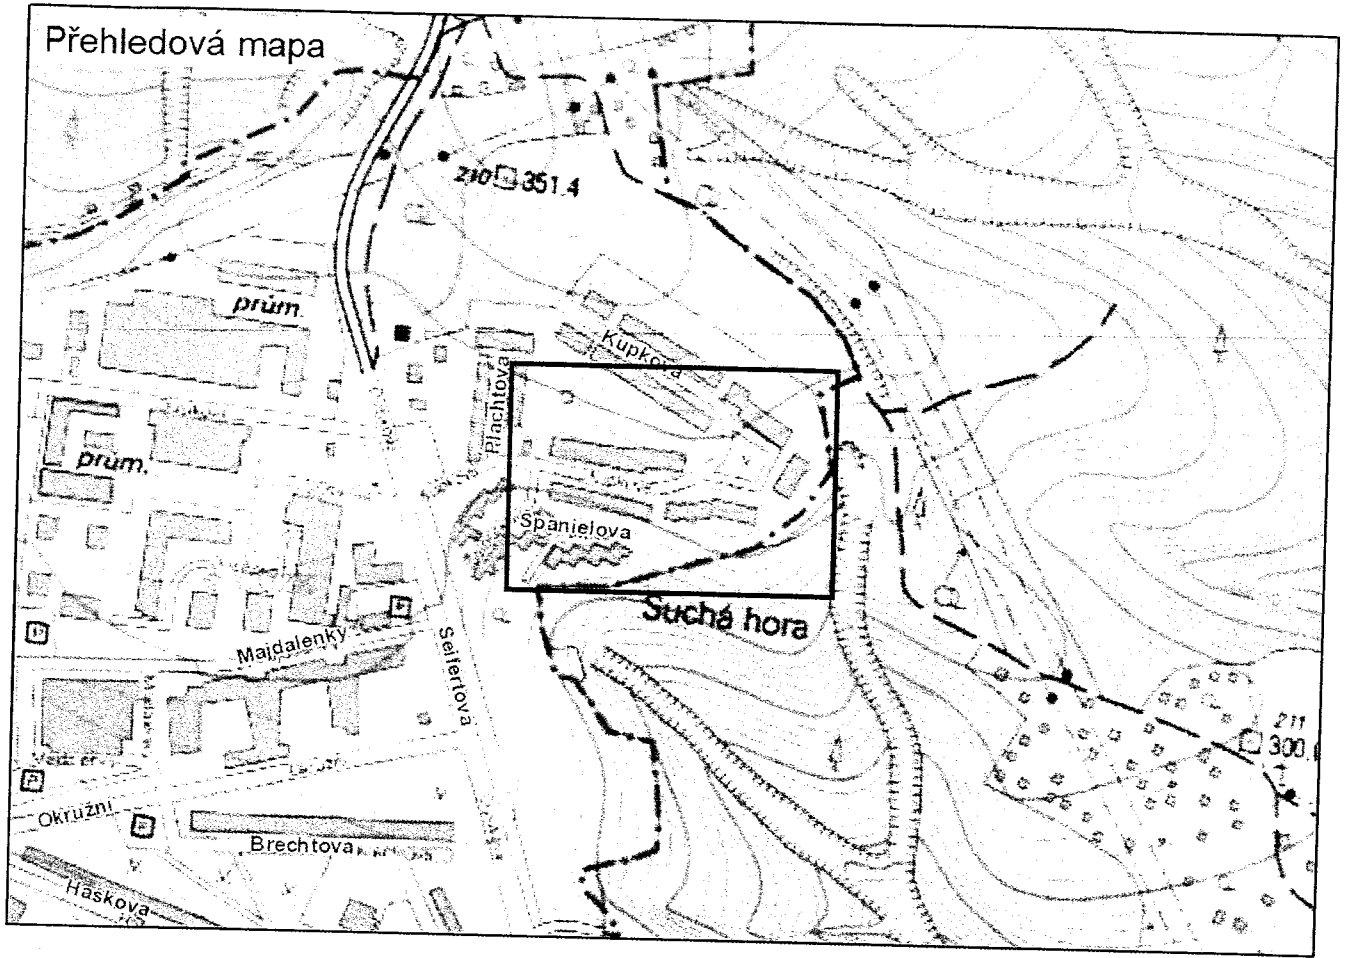 Přehledová mapa
210 351.4
prům.
Kupkova
Plachtova
prům.
Spanielova
Suchá hora
Majdalenky
Seifertova
211
300,
Okružní
Brechtova
Haškova